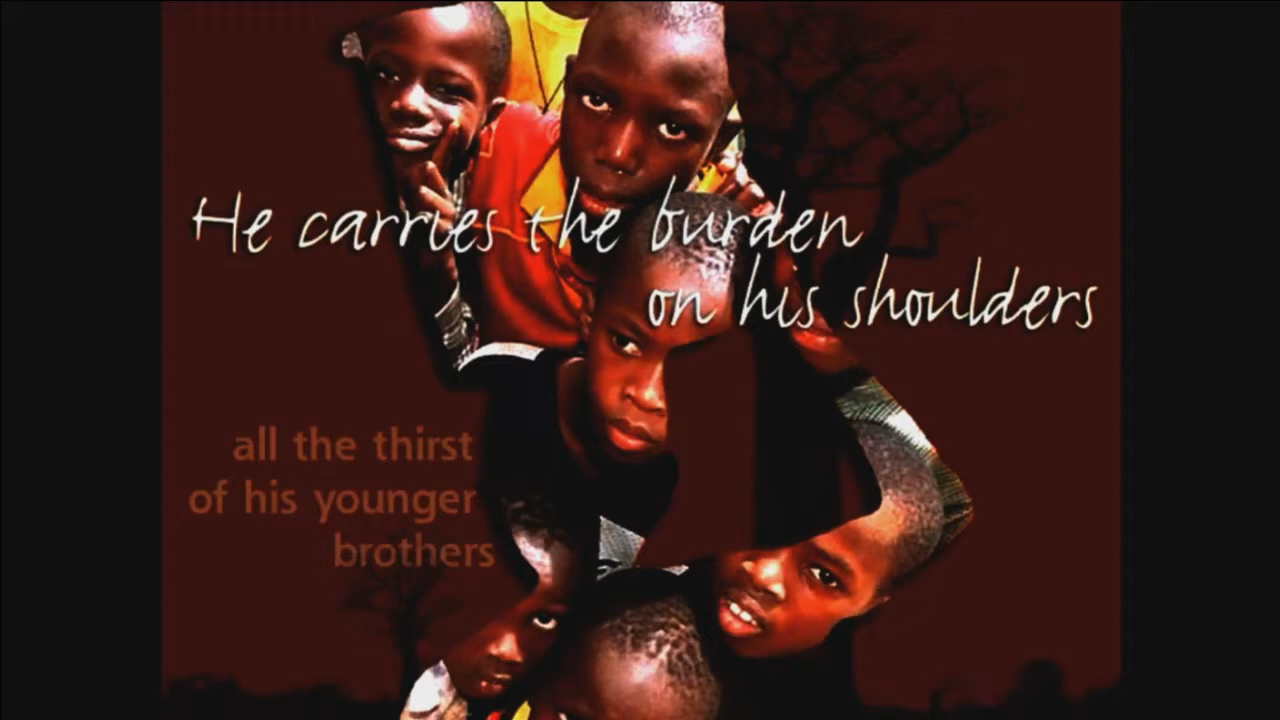 He carries the burden
on his shoulders
all the thirst
of his younger
brothers